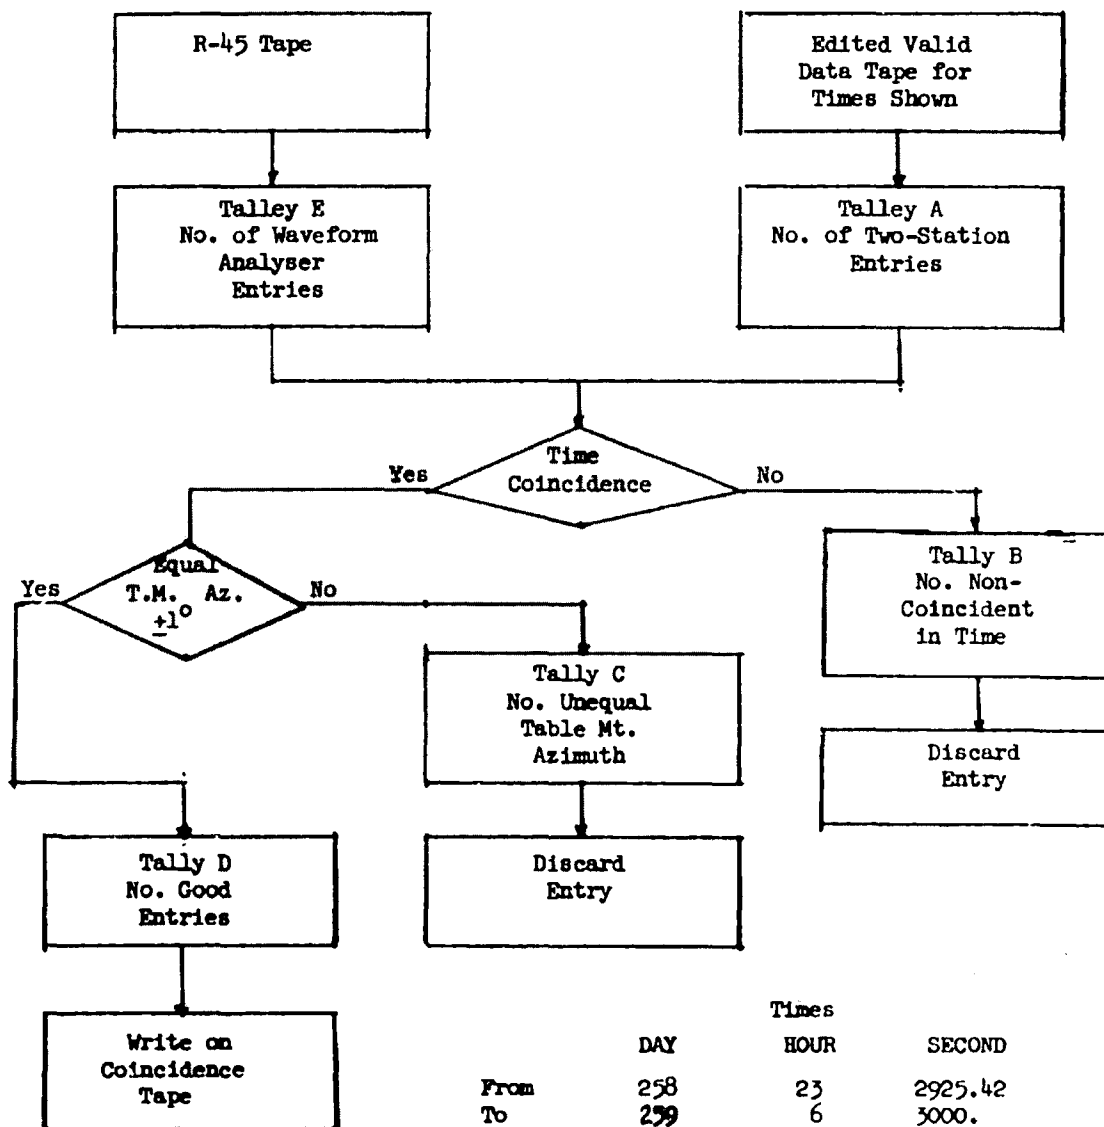 R-45 Tape
Edited Valid
Data Tape for
Times Shown
Talley E
No. of Waveform
Analyser
Entries
Talley A
No. of Two-Station
Entries
Time
Coincidence
Yes
No
Equal
T.M. Az.
±1°
Yes
No
Tally B
No. Non-
Coincident
in Time
Discard
Entry
Tally C
No. Unequal
Table Mt.
Azimuth
Discard
Entry
Tally D
No. Good
Entries
Write on
Coincidence
Tape
Times
DAY HOUR SECOND
From 258 23 2925.42
To 259 6 3000.